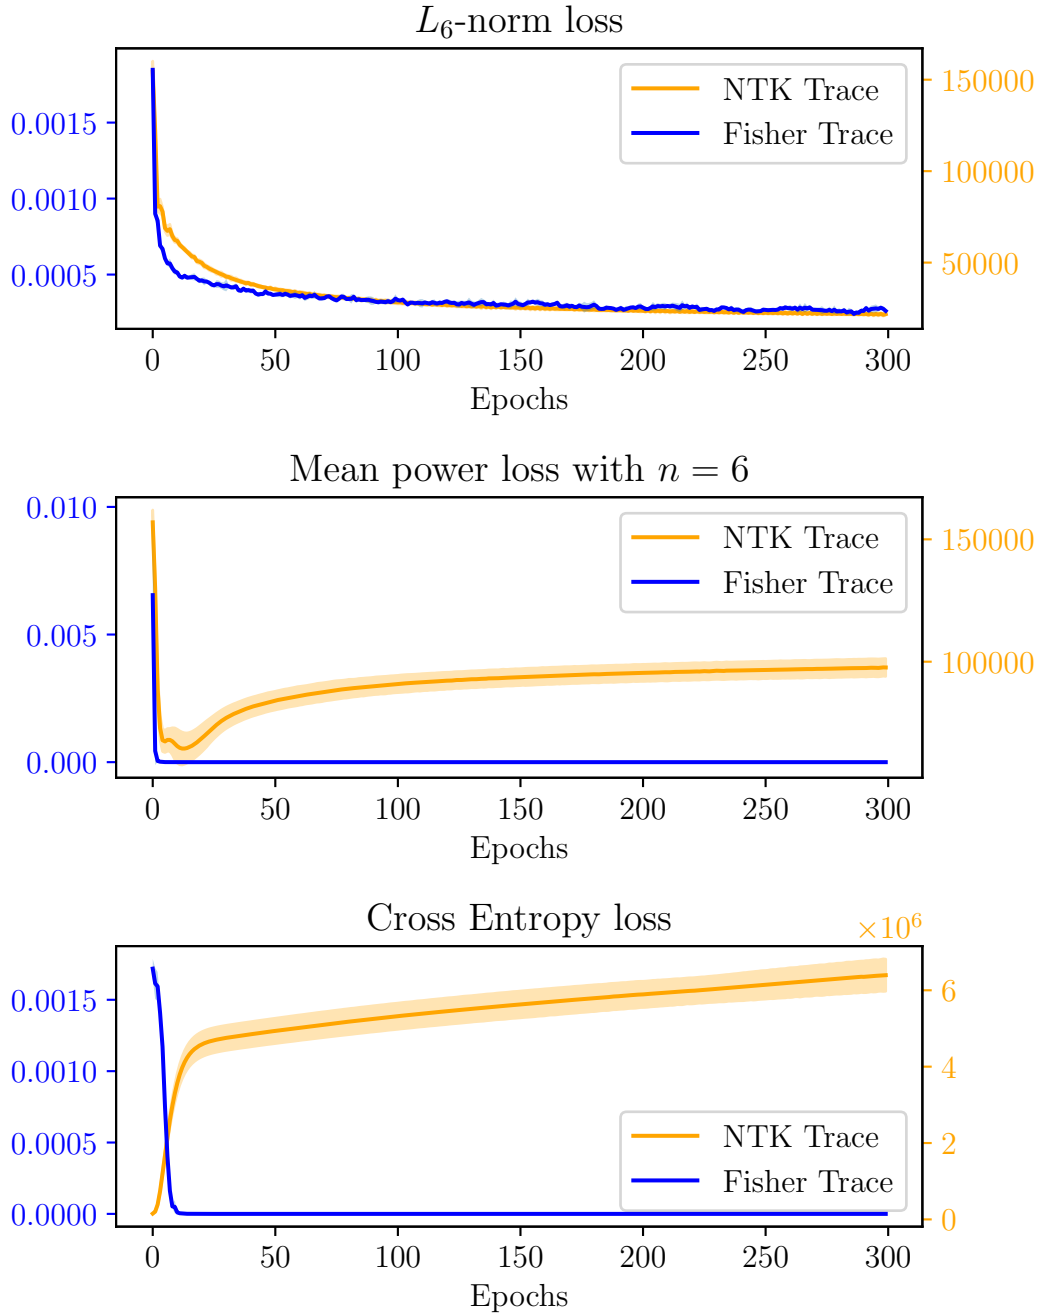 L₆-norm loss
NTK Trace
Fisher Trace
0.0015
0.0010
0.0005
150000
100000
50000
0 50 100 150 200 250 300
Epochs
Mean power loss with n = 6
NTK Trace
Fisher Trace
0.010
0.005
0.000
150000
100000
0 50 100 150 200 250 300
Epochs
Cross Entropy loss
×10⁶
0.0015
0.0010
0.0005
0.0000
6
4
2
0
NTK Trace
Fisher Trace
0 50 100 150 200 250 300
Epochs